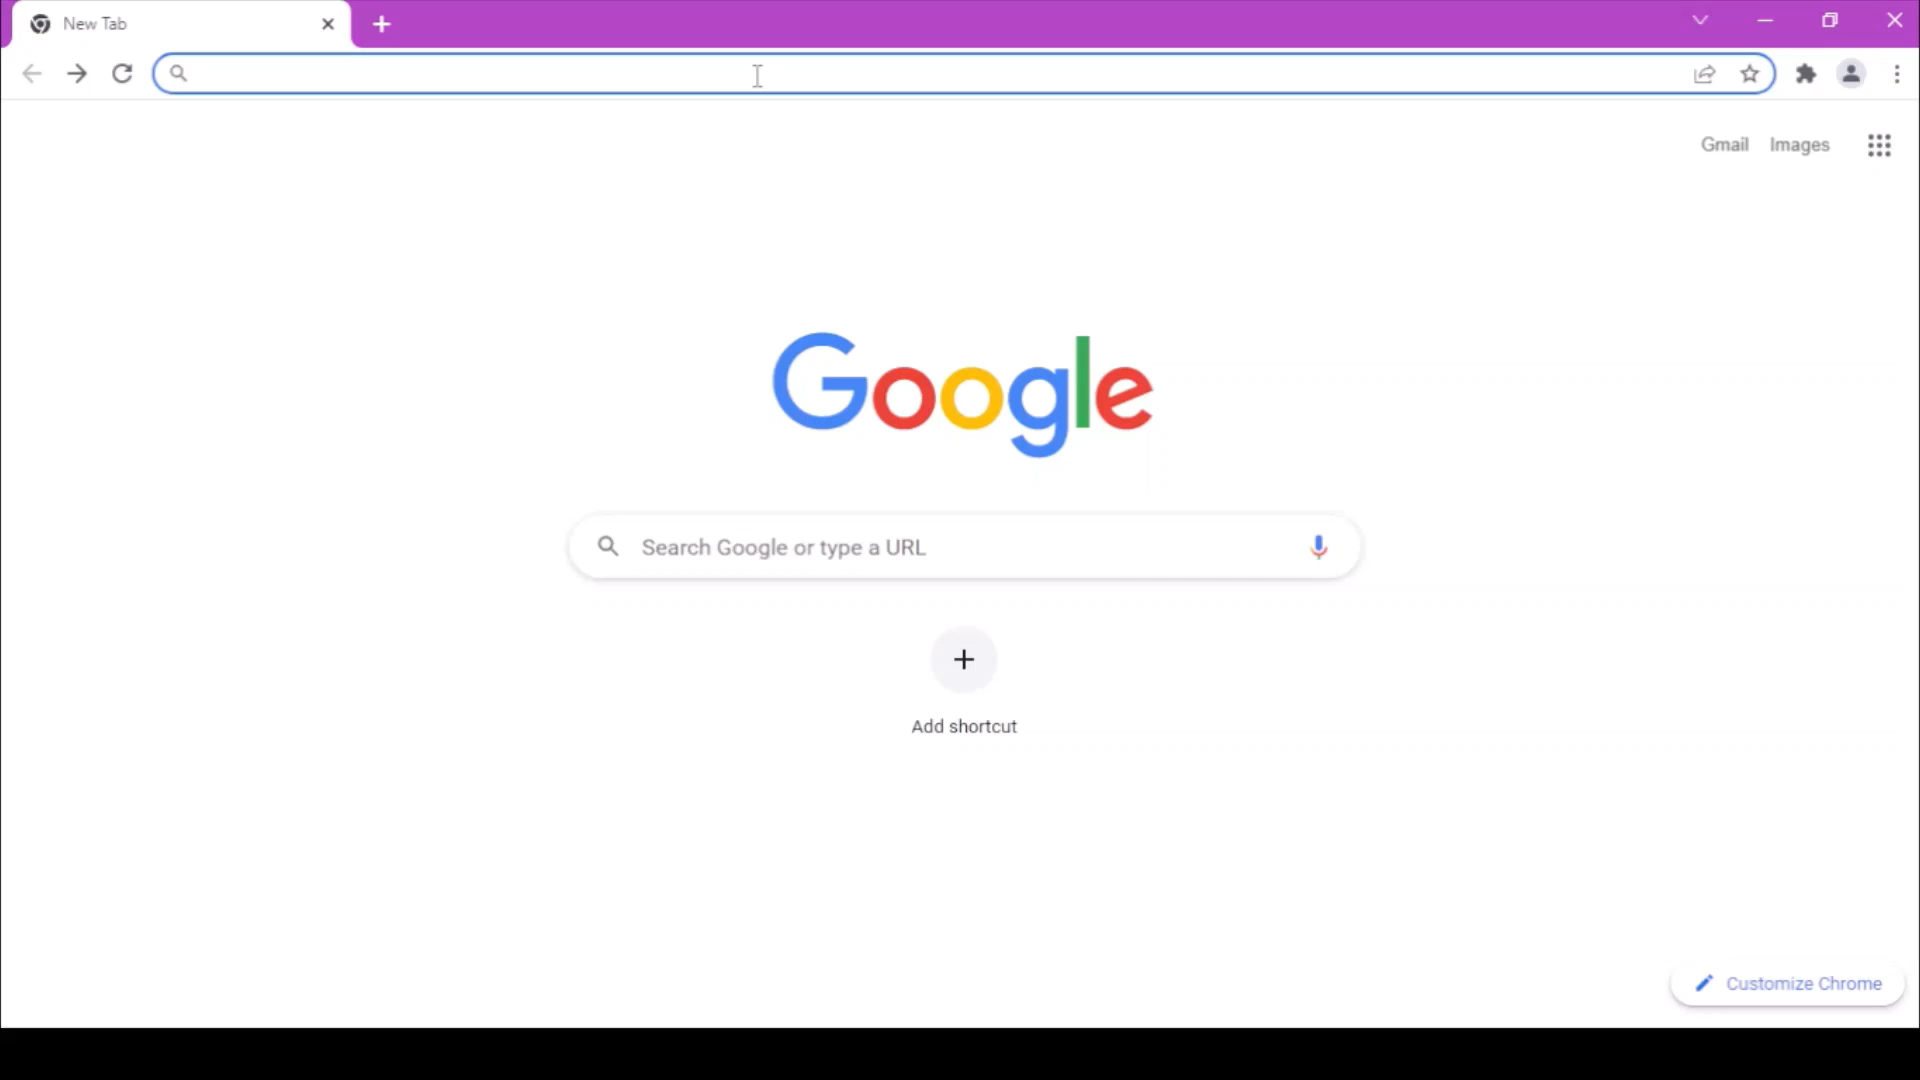 New Tab
Gmail Images
Google
Search Google or type a URL
Add shortcut
Customize Chrome